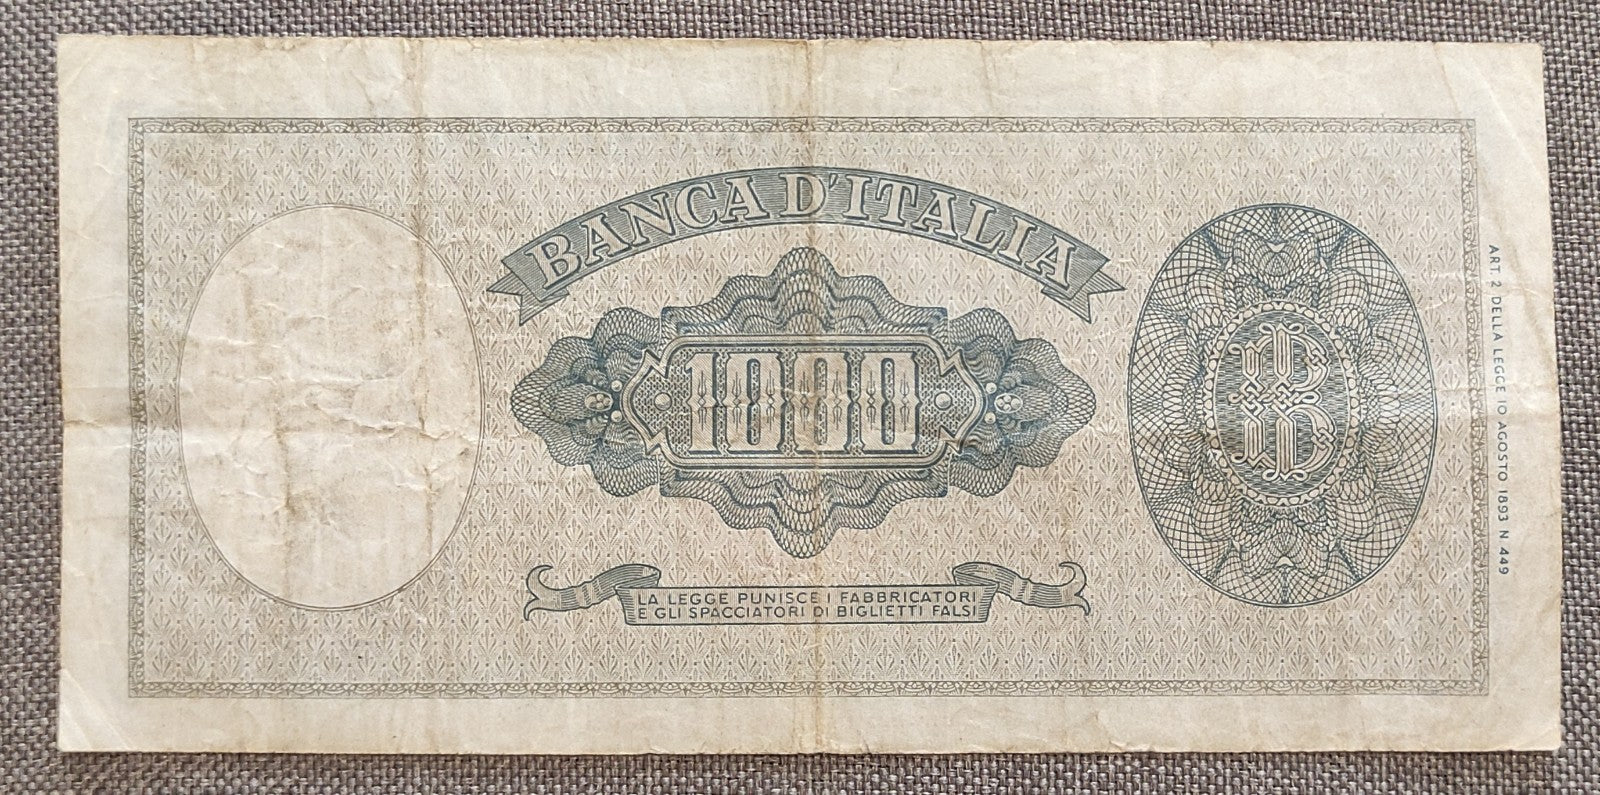 BANCA D'ITALIA
1000
B
LA LEGGE PUNISCE I FABBRICATORI
E GLI SPACCIATORI DI BIGLIETTI FALSI
ART. 2 DELLA LEGGE 10 AGOSTO 1893 N 449